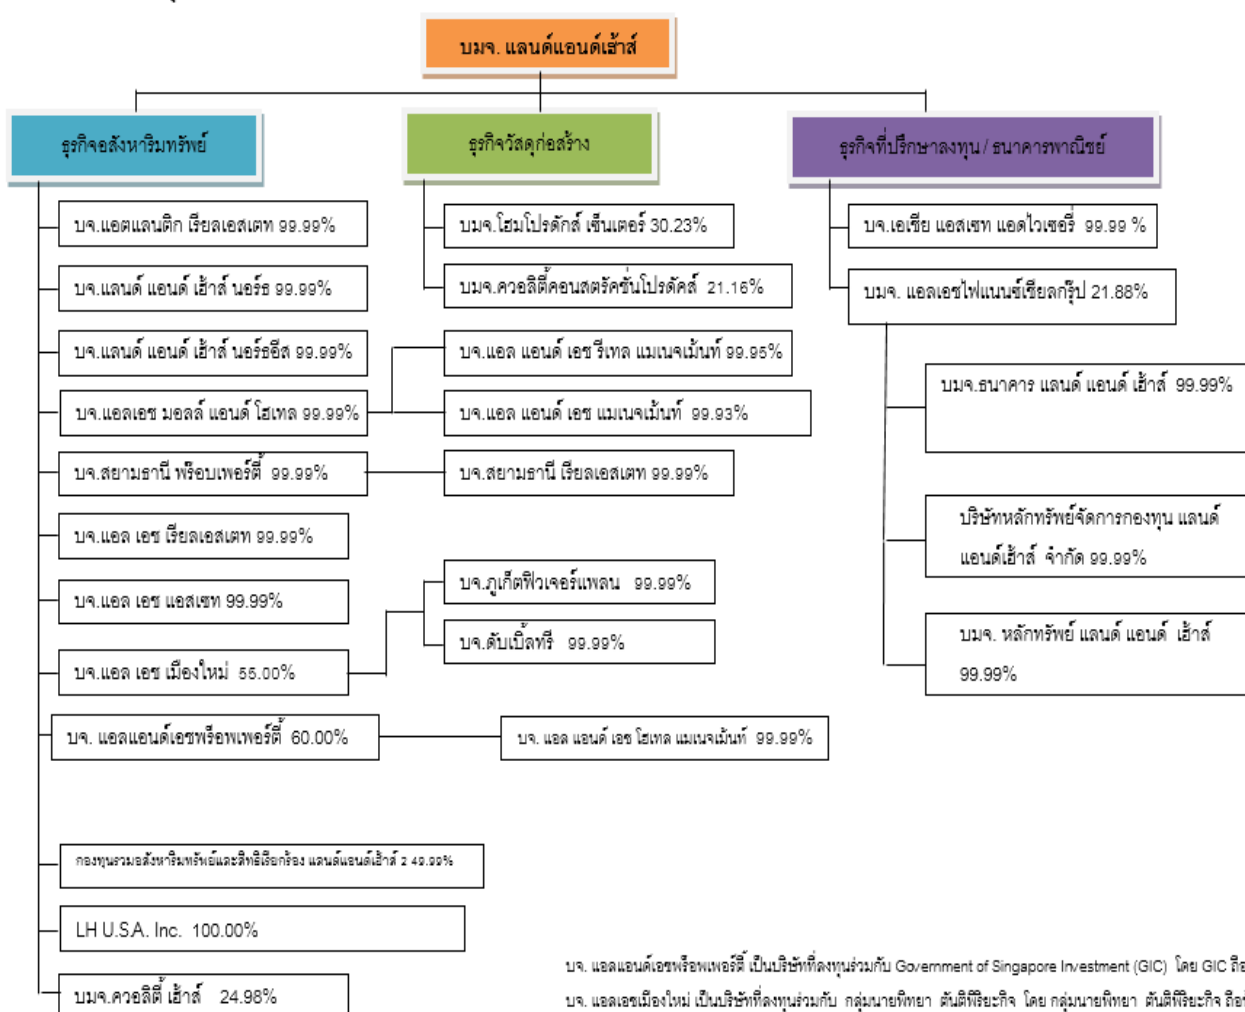 บมจ. แลนด์แอนด์เฮ้าส์
ธุรกิจอสังหาริมทรัพย์
ธุรกิจวัสดุก่อสร้าง
ธุรกิจที่ปรึกษาลงทุน / ธนาคารพาณิชย์
บจ.แอตแลนติก เรียลเอสเตท 99.99%
บจ.แลนด์ แอนด์ เฮ้าส์ นอร์ธ 99.99%
บจ.แลนด์ แอนด์ เฮ้าส์ นอร์ธอีส 99.99%
บจ.แอลเอช มอลล์ แอนด์ โฮเทล 99.99%
บจ.สยามธานี พร๊อบเพอร์ตี้ 99.99%
บจ.แอล เอช เรียลเอสเตท 99.99%
บจ.แอล เอช แอสเซท 99.99%
บจ.แอล เอช เมืองใหม่ 55.00%
บจ. แอลแอนด์เอชพร๊อพเพอร์ตี้ 60.00%
กองทุนรวมอสังหาริมทรัพย์และสิทธิเรียกร้อง แลนด์แอนด์เฮ้าส์ 2 49.99%
LH U.S.A. Inc. 100.00%
บมจ.ควอลิตี้ เฮ้าส์ 24.98%
บมจ.โฮมโปรดักส์ เซ็นเตอร์ 30.23%
บมจ.ควอลิตี้คอนสตรัคชั่นโปรดัคส์ 21.16%
บจ.แอล แอนด์ เอช รีเทล แมเนจเม้นท์ 99.95%
บจ.แอล แอนด์ เอช แมเนจเม้นท์ 99.93%
บจ.สยามธานี เรียลเอสเตท 99.99%
บจ.ภูเก็ตฟิวเจอร์แพลน 99.99%
บจ.ดับเบิ้ลทรี 99.99%
บจ. แอล แอนด์ เอช โฮเทล แมเนจเม้นท์ 99.99%
บจ.เอเชีย แอสเซท แอดไวเซอรี่ 99.99 %
บมจ. แอลเอชไฟแนนซ์เชียลกรุ๊ป 21.88%
บมจ.ธนาคาร แลนด์ แอนด์ เฮ้าส์ 99.99%
บริษัทหลักทรัพย์จัดการกองทุน แลนด์
แอนด์เฮ้าส์ จำกัด 99.99%
บมจ. หลักทรัพย์ แลนด์ แอนด์ เฮ้าส์
99.99%
บจ. แอลแอนด์เอชพร๊อพเพอร์ตี้ เป็นบริษัทที่ลงทุนร่วมกับ Government of Singapore Investment (GIC) โดย GIC ถือ
บจ. แอลเอชเมืองใหม่ เป็นบริษัทที่ลงทุนร่วมกับ กลุ่มนายพิทยา ตันติพิริยะกิจ โดย กลุ่มนายพิทยา ตันติพิริยะกิจ